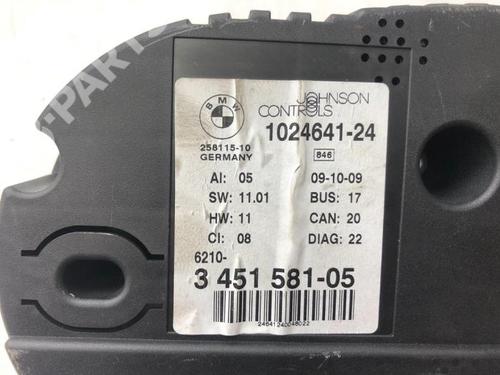 BMW
JOHNSON
CONTROLS
1024641-24
258115-10
GERMANY
846
AI: 05 09-10-09
SW: 11.01 BUS: 17
HW: 11 CAN: 20
CI: 08 DIAG: 22
6210-
3 451 581-05
24641240048022